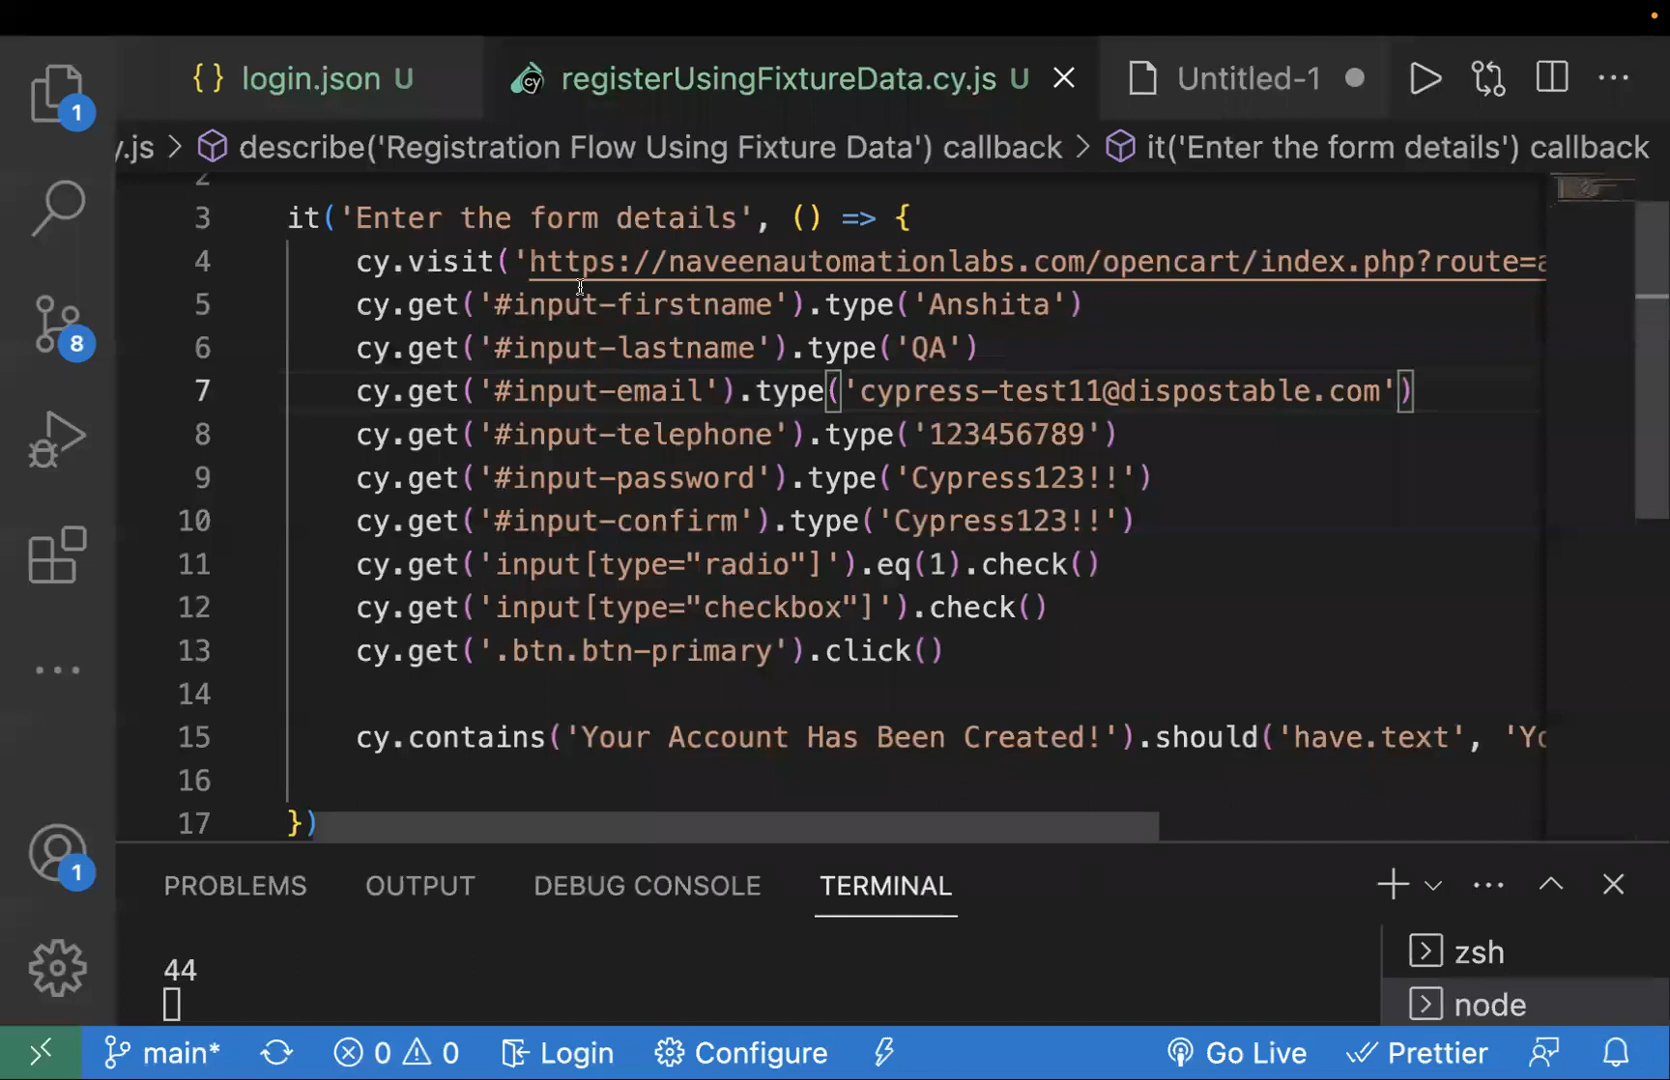 {} login.json U
registerUsingFixtureData.cy.js U
Untitled-1
y.js > describe('Registration Flow Using Fixture Data') callback > it('Enter the form details') callback
2
3 it('Enter the form details', () => {
4 cy.visit('https://naveenautomationlabs.com/opencart/index.php?route=a
5 cy.get('#input-firstname').type('Anshita')
6 cy.get('#input-lastname').type('QA')
7 cy.get('#input-email').type('cypress-test11@dispostable.com')
8 cy.get('#input-telephone').type('123456789')
9 cy.get('#input-password').type('Cypress123!!')
10 cy.get('#input-confirm').type('Cypress123!!')
11 cy.get('input[type="radio"]').eq(1).check()
12 cy.get('input[type="checkbox"]').check()
13 cy.get('.btn.btn-primary').click()
14
15 cy.contains('Your Account Has Been Created!').should('have.text', 'Yo
16
17 })
1
8
1
PROBLEMS OUTPUT DEBUG CONSOLE TERMINAL
44
zsh
node
main* 0 0 Login Configure Go Live Prettier